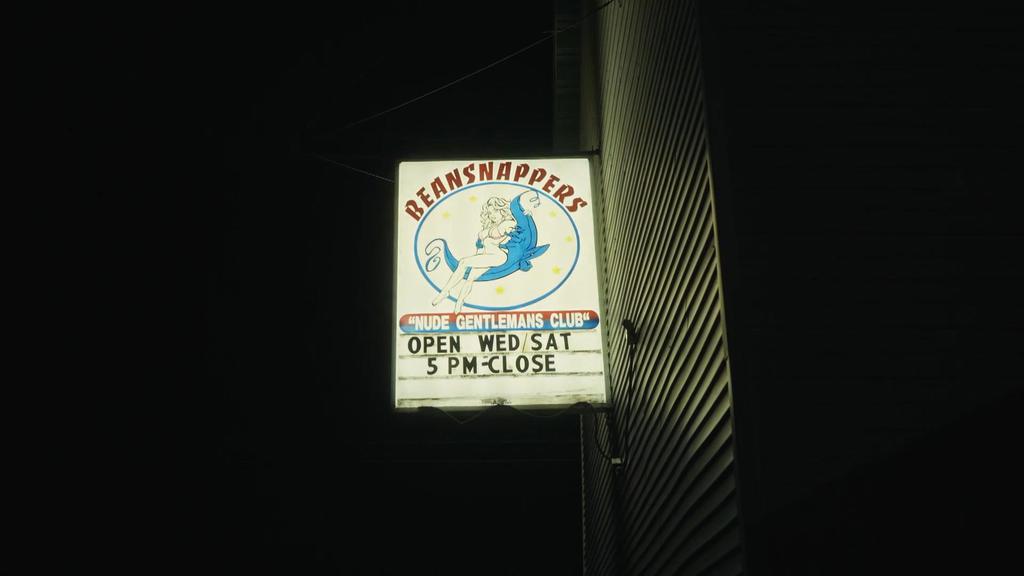 BEANSNAPPERS
"NUDE GENTLEMANS CLUB"
OPEN WED/SAT
5 PM-CLOSE